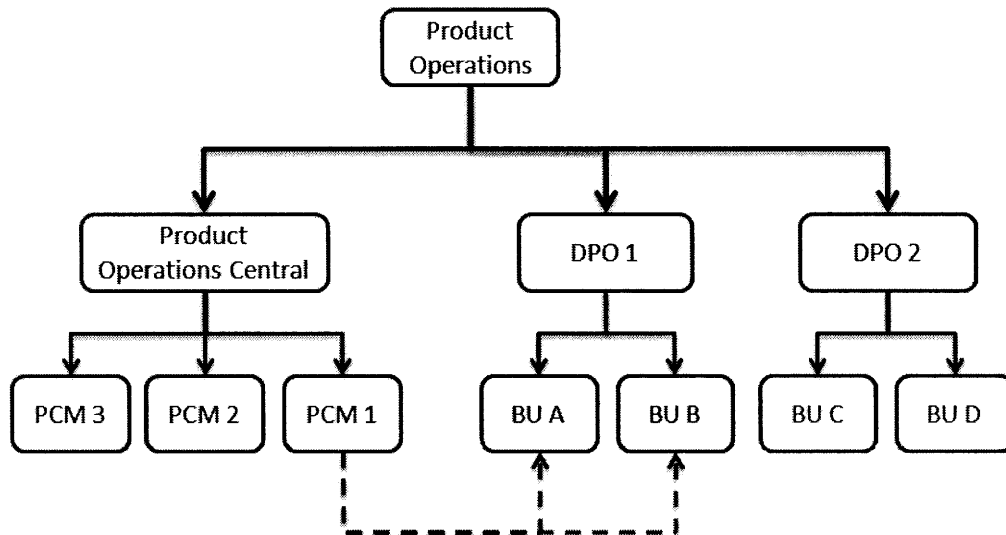 Product
Operations
Product
Operations Central
DPO 1
DPO 2
PCM 3
PCM 2
PCM 1
BU A
BU B
BU C
BU D